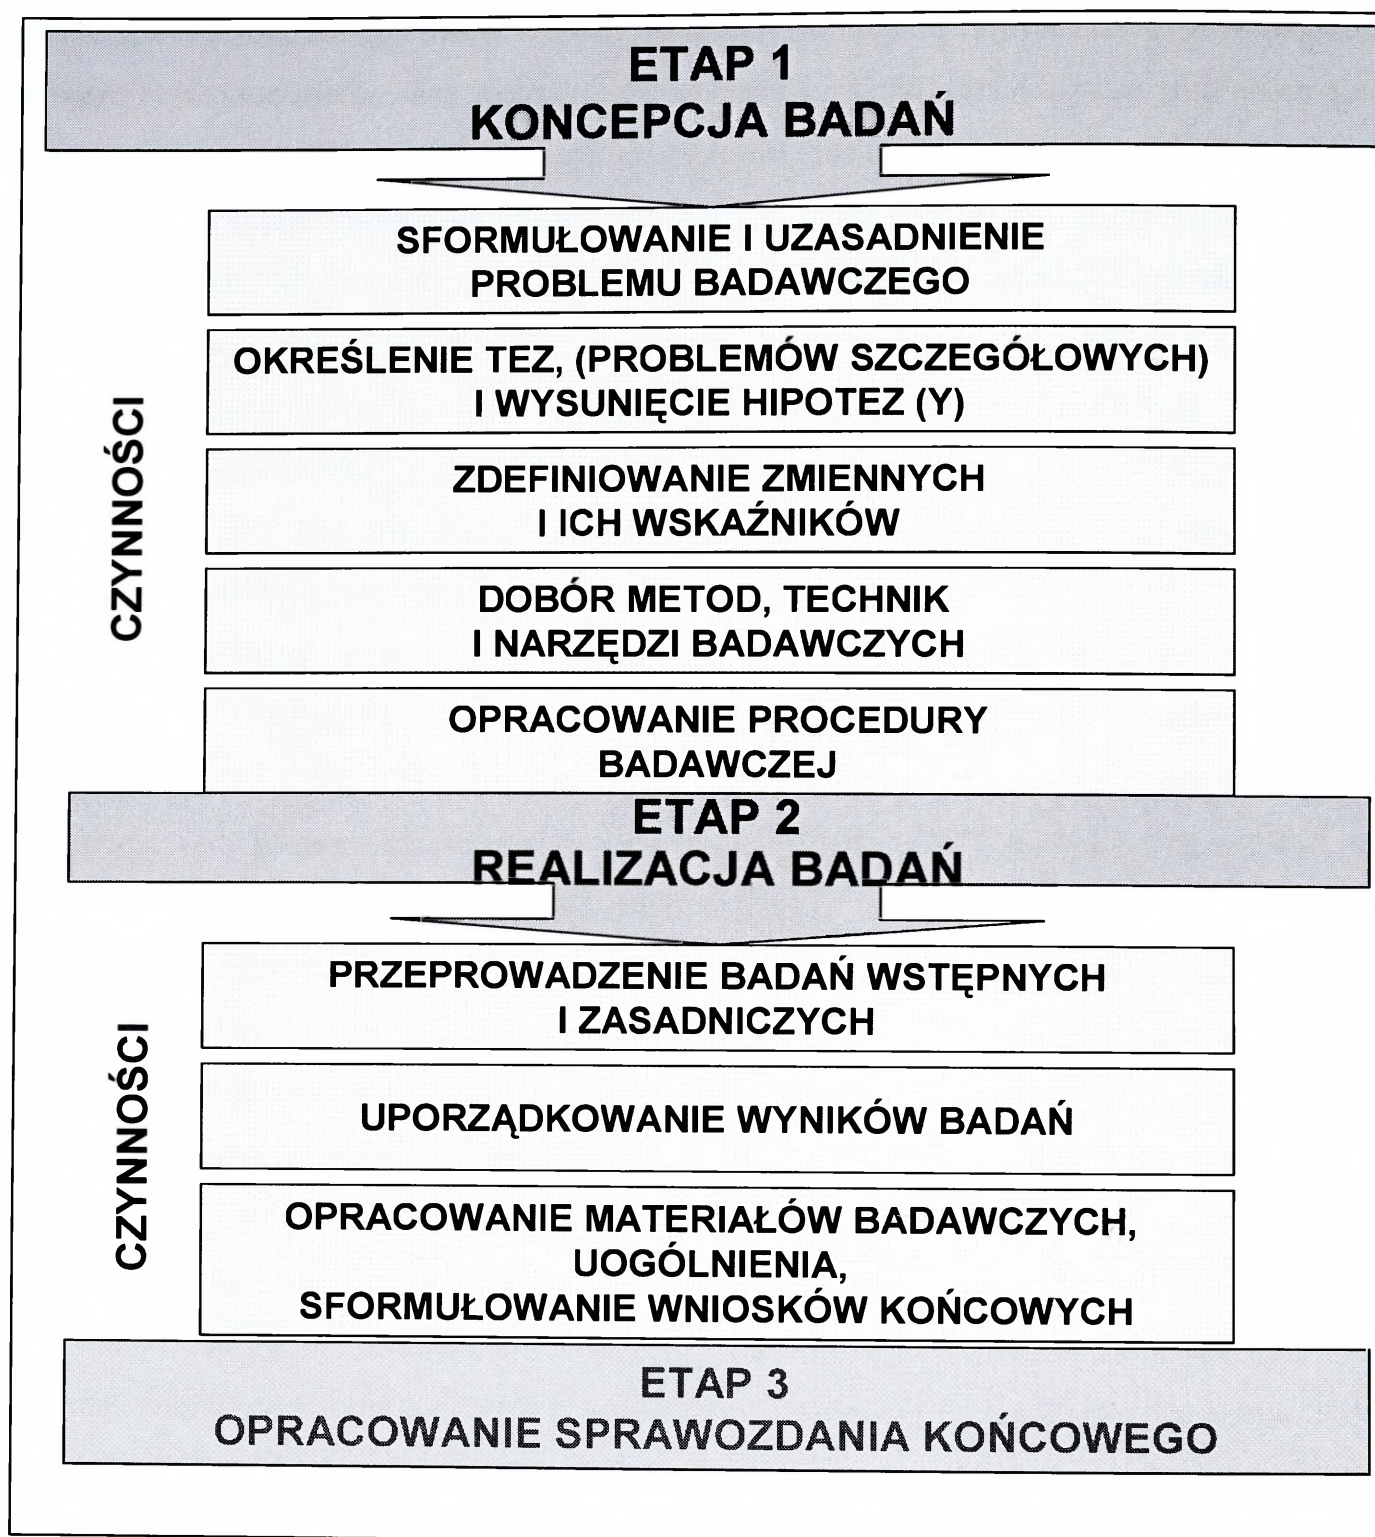 ETAP 1
KONCEPCJA BADAŃ
SFORMUŁOWANIE I UZASADNIENIE
PROBLEMU BADAWCZEGO
OKREŚLENIE TEZ, (PROBLEMÓW SZCZEGÓŁOWYCH)
I WYSUNIĘCIE HIPOTEZ (Y)
CZYNNOŚCI
ZDEFINIOWANIE ZMIENNYCH
I ICH WSKAŹNIKÓW
DOBÓR METOD, TECHNIK
I NARZĘDZI BADAWCZYCH
OPRACOWANIE PROCEDURY
BADAWCZEJ
ETAP 2
REALIZACJA BADAŃ
PRZEPROWADZENIE BADAŃ WSTĘPNYCH
I ZASADNICZYCH
CZYNNOŚCI
UPORZĄDKOWANIE WYNIKÓW BADAŃ
OPRACOWANIE MATERIAŁÓW BADAWCZYCH,
UOGÓLNIENIA,
SFORMUŁOWANIE WNIOSKÓW KOŃCOWYCH
ETAP 3
OPRACOWANIE SPRAWOZDANIA KOŃCOWEGO